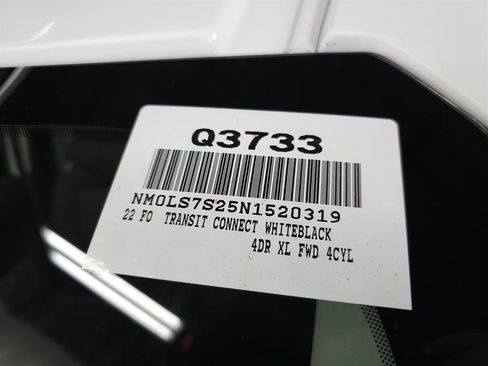 Q3733
NM0LS7S25N1520319
22 FO TRANSIT CONNECT WHITEBLACK
4DR XL FWD 4CYL